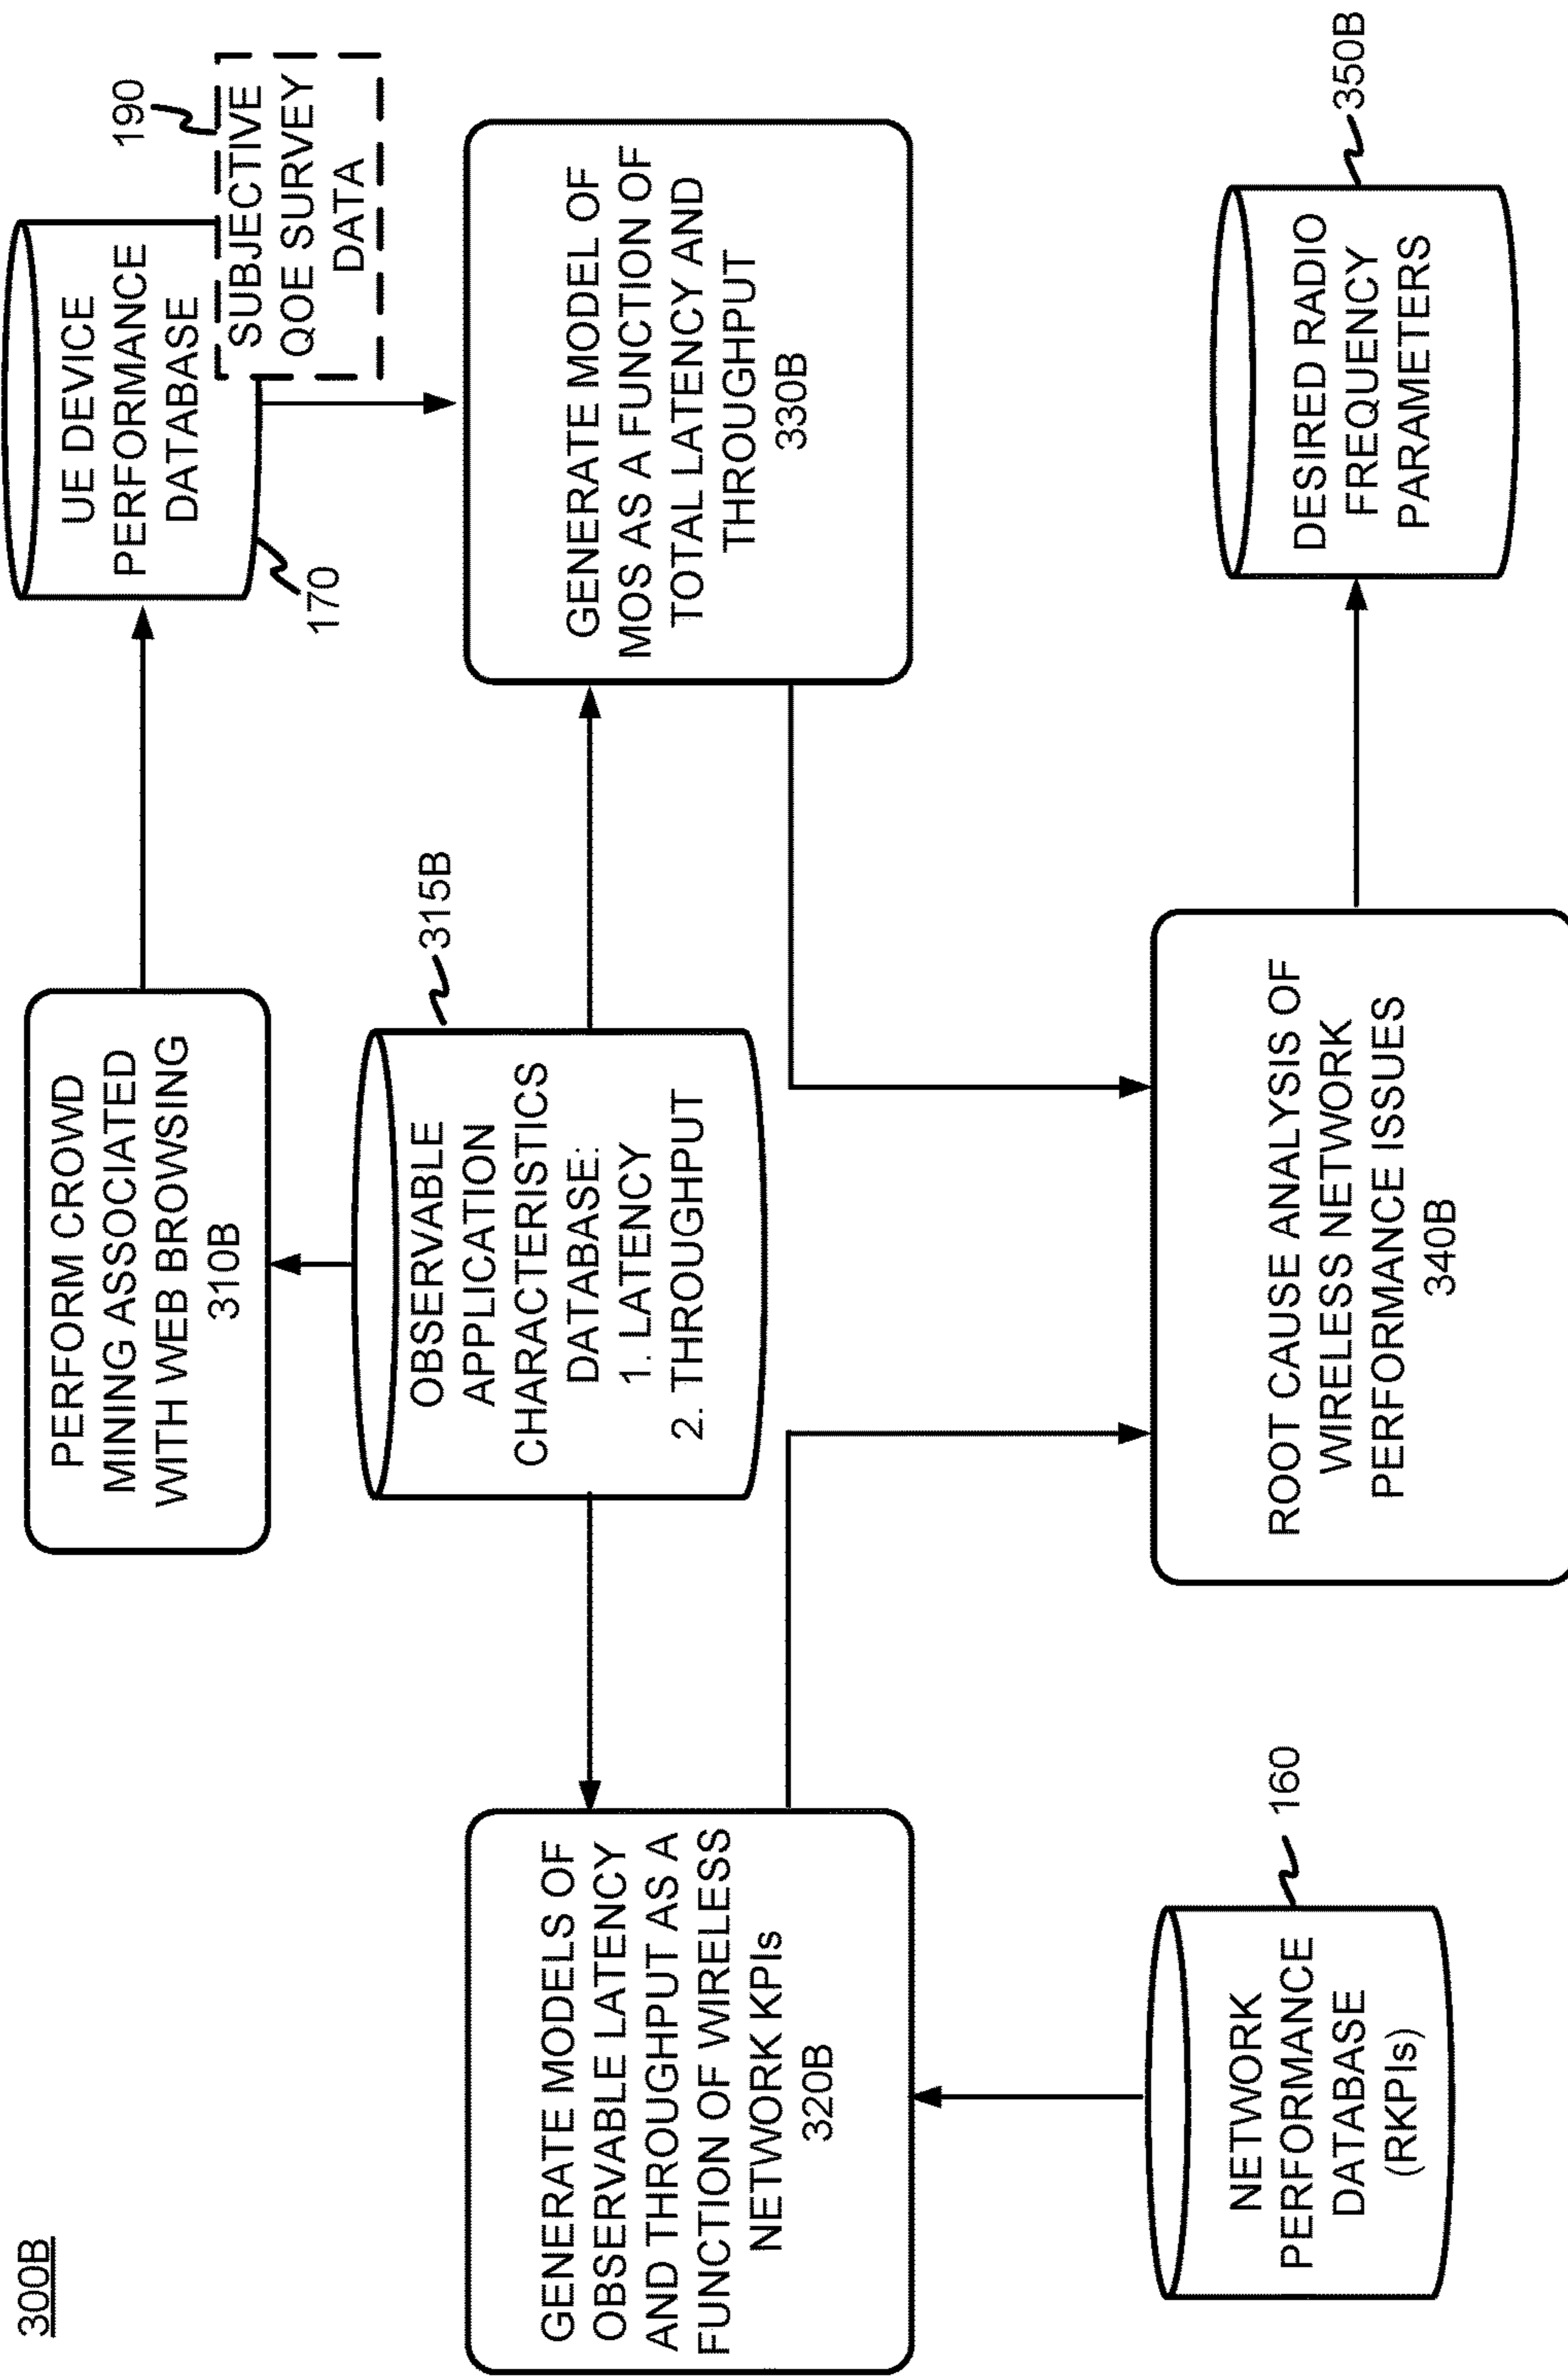 300B
PERFORM CROWD
MINING ASSOCIATED
WITH WEB BROWSING
310B
UE DEVICE
PERFORMANCE
DATABASE
170
190
SUBJECTIVE
QOE SURVEY
DATA
OBSERVABLE
APPLICATION
CHARACTERISTICS
DATABASE:
1. LATENCY
2. THROUGHPUT
315B
GENERATE MODELS OF
OBSERVABLE LATENCY
AND THROUGHPUT AS A
FUNCTION OF WIRELESS
NETWORK KPIs
320B
GENERATE MODEL OF
MOS AS A FUNCTION OF
TOTAL LATENCY AND
THROUGHPUT
330B
NETWORK
PERFORMANCE
DATABASE
(RKPIs)
160
ROOT CAUSE ANALYSIS OF
WIRELESS NETWORK
PERFORMANCE ISSUES
340B
DESIRED RADIO
FREQUENCY
PARAMETERS
350B